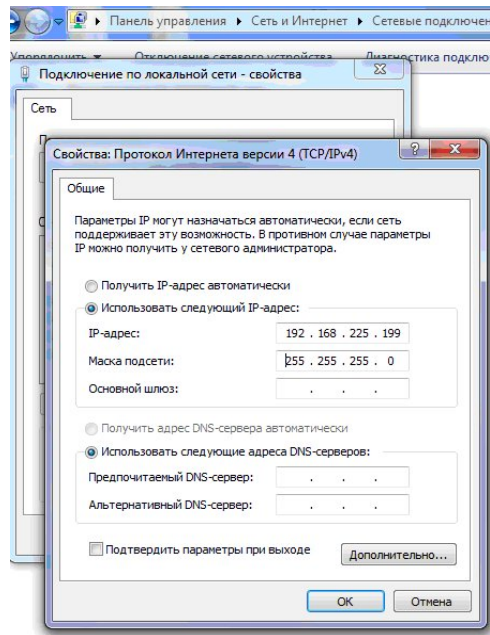 Панель управления ▸ Сеть и Интернет ▸ Сетевые подключен
Упорядочить Отключение сетевого устройства Диагностика подклю
Подключение по локальной сети - свойства
Сеть
Свойства: Протокол Интернета версии 4 (TCP/IPv4)
Общие
Параметры IP могут назначаться автоматически, если сеть
поддерживает эту возможность. В противном случае параметры
IP можно получить у сетевого администратора.
Получить IP-адрес автоматически
Использовать следующий IP-адрес:
IP-адрес: 192 . 168 . 225 . 199
Маска подсети: 255 . 255 . 255 . 0
Основной шлюз: . . .
Получить адрес DNS-сервера автоматически
Использовать следующие адреса DNS-серверов:
Предпочитаемый DNS-сервер: . . .
Альтернативный DNS-сервер: . . .
Подтвердить параметры при выходе
Дополнительно...
ОК Отмена